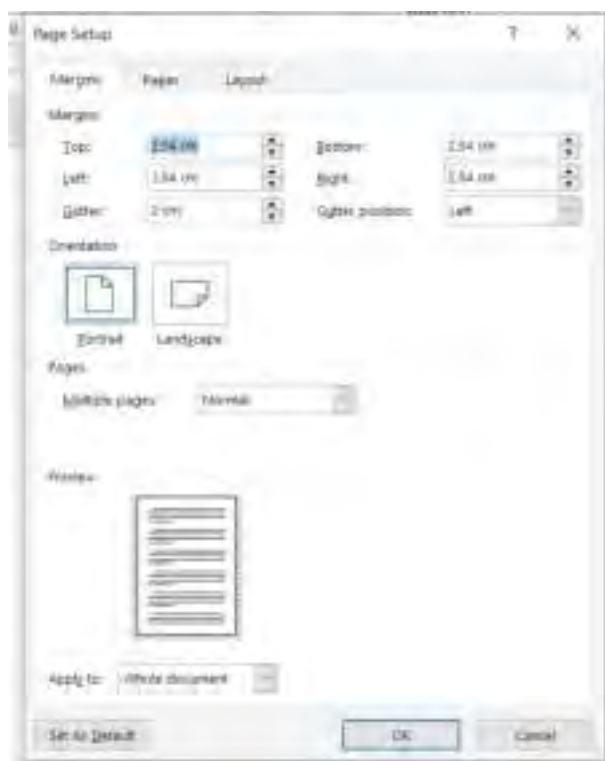 Page Setup ? ×
Margins Paper Layout
Margins
Top: 2.54 cm Bottom: 2.54 cm
Left: 2.54 cm Right: 2.54 cm
Gutter: Gutter position: Left
Orientation
Portrait Landscape
Pages
Multiple pages: Normal
Preview
Apply to: Whole document
Set As Default OK Cancel